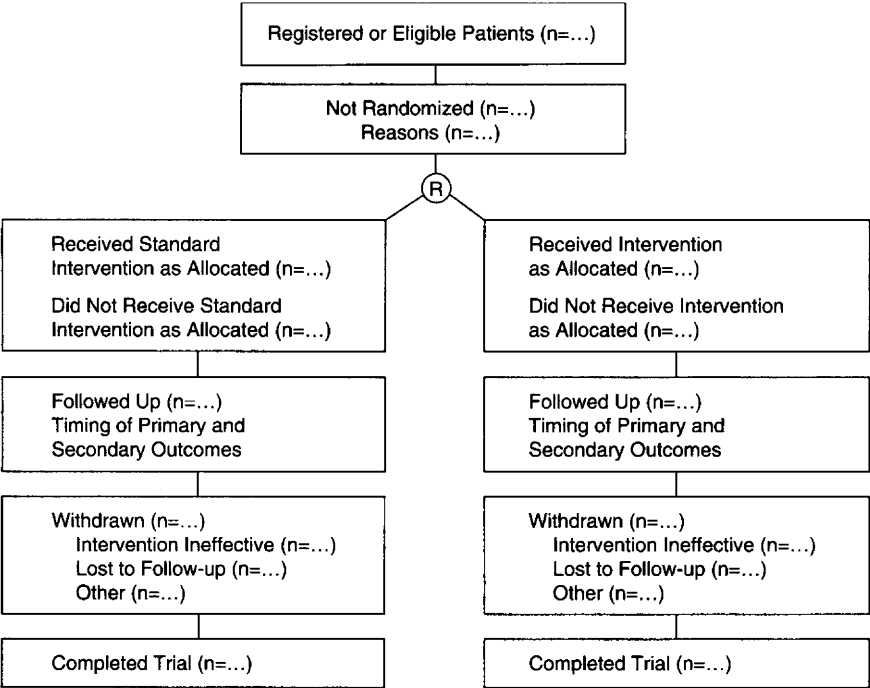 Registered or Eligible Patients (n=...)
Not Randomized (n=...)
Reasons (n=...)
R
Received Standard
Intervention as Allocated (n=...)
Did Not Receive Standard
Intervention as Allocated (n=...)
Received Intervention
as Allocated (n=...)
Did Not Receive Intervention
as Allocated (n=...)
Followed Up (n=...)
Timing of Primary and
Secondary Outcomes
Followed Up (n=...)
Timing of Primary and
Secondary Outcomes
Withdrawn (n=...)
Intervention Ineffective (n=...)
Lost to Follow-up (n=...)
Other (n=...)
Withdrawn (n=...)
Intervention Ineffective (n=...)
Lost to Follow-up (n=...)
Other (n=...)
Completed Trial (n=...)
Completed Trial (n=...)